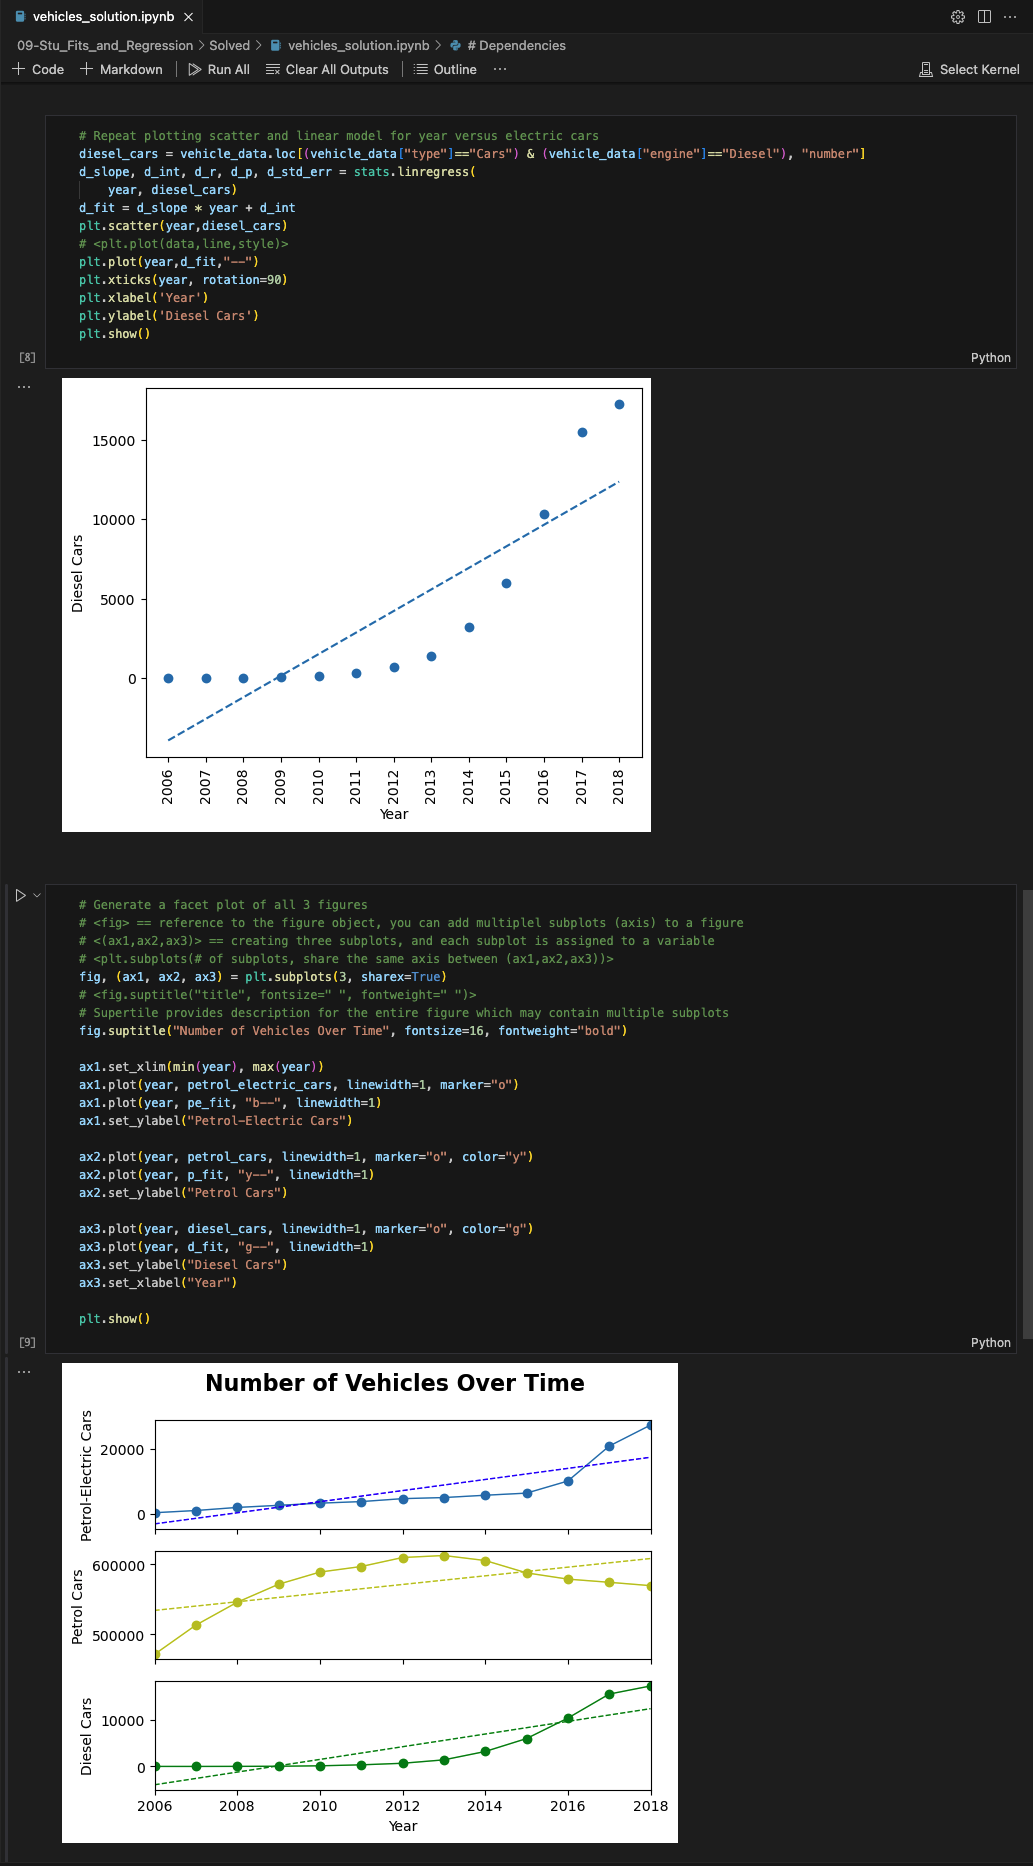 vehicles_solution.ipynb
09-Stu_Fits_and_Regression > Solved > vehicles_solution.ipynb > # Dependencies
+ Code + Markdown | Run All Clear All Outputs | Outline ... Select Kernel
# Repeat plotting scatter and linear model for year versus electric cars
diesel_cars = vehicle_data.loc[(vehicle_data["type"]=="Cars") & (vehicle_data["engine"]=="Diesel"), "number"]
d_slope, d_int, d_r, d_p, d_std_err = stats.linregress(
    year, diesel_cars)
d_fit = d_slope * year + d_int
plt.scatter(year,diesel_cars)
# <plt.plot(data,line,style)>
plt.plot(year,d_fit,"--")
plt.xticks(year, rotation=90)
plt.xlabel('Year')
plt.ylabel('Diesel Cars')
plt.show()
[8]
Python
...
Diesel Cars
15000
10000
5000
0
2006 2007 2008 2009 2010 2011 2012 2013 2014 2015 2016 2017 2018
Year
# Generate a facet plot of all 3 figures
# <fig> == reference to the figure object, you can add multiplel subplots (axis) to a figure
# <(ax1,ax2,ax3)> == creating three subplots, and each subplot is assigned to a variable
# <plt.subplots(# of subplots, share the same axis between (ax1,ax2,ax3))>
fig, (ax1, ax2, ax3) = plt.subplots(3, sharex=True)
# <fig.suptitle("title", fontsize=" ", fontweight=" ")>
# Supertile provides description for the entire figure which may contain multiple subplots
fig.suptitle("Number of Vehicles Over Time", fontsize=16, fontweight="bold")
ax1.set_xlim(min(year), max(year))
ax1.plot(year, petrol_electric_cars, linewidth=1, marker="o")
ax1.plot(year, pe_fit, "b--", linewidth=1)
ax1.set_ylabel("Petrol-Electric Cars")
ax2.plot(year, petrol_cars, linewidth=1, marker="o", color="y")
ax2.plot(year, p_fit, "y--", linewidth=1)
ax2.set_ylabel("Petrol Cars")
ax3.plot(year, diesel_cars, linewidth=1, marker="o", color="g")
ax3.plot(year, d_fit, "g--", linewidth=1)
ax3.set_ylabel("Diesel Cars")
ax3.set_xlabel("Year")
plt.show()
[9]
Python
...
Number of Vehicles Over Time
Petrol-Electric Cars
20000
0
Petrol Cars
600000
500000
Diesel Cars
10000
0
2006 2008 2010 2012 2014 2016 2018
Year